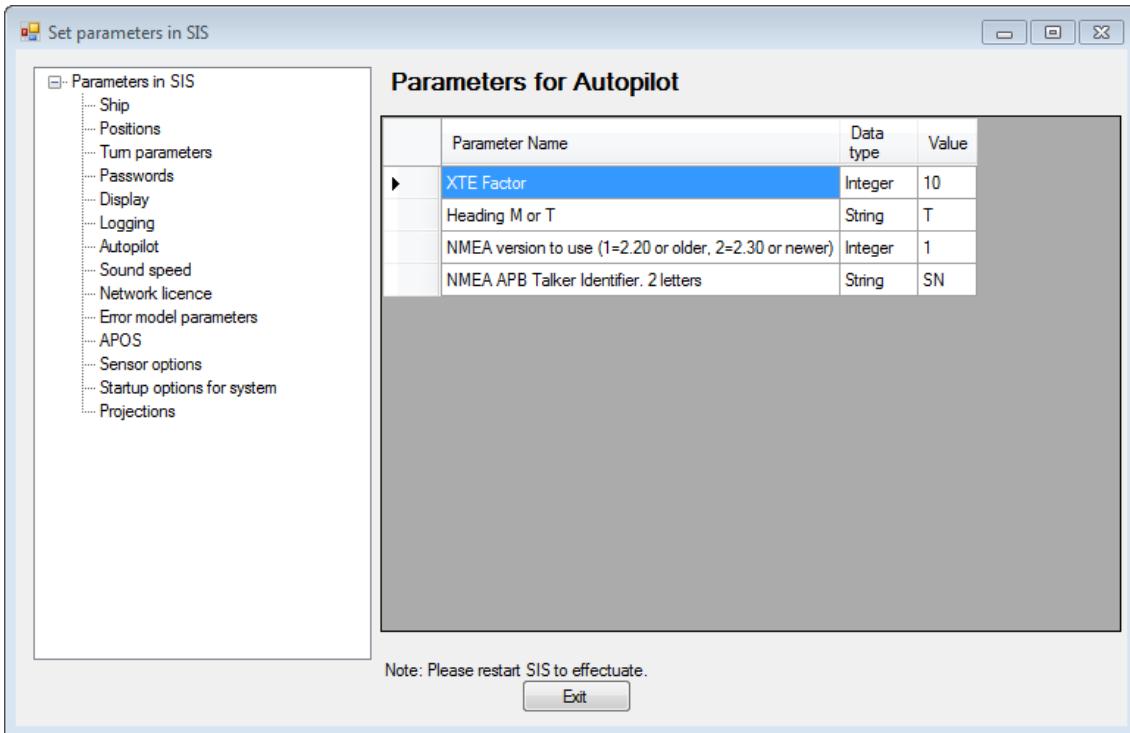 Set parameters in SIS
Parameters in SIS
Ship
Positions
Turn parameters
Passwords
Display
Logging
Autopilot
Sound speed
Network licence
Error model parameters
APOS
Sensor options
Startup options for system
Projections
Parameters for Autopilot
Parameter Name Data type Value
XTE Factor Integer 10
Heading M or T String T
NMEA version to use (1=2.20 or older, 2=2.30 or newer) Integer 1
NMEA APB Talker Identifier. 2 letters String SN
Note: Please restart SIS to effectuate.
Exit